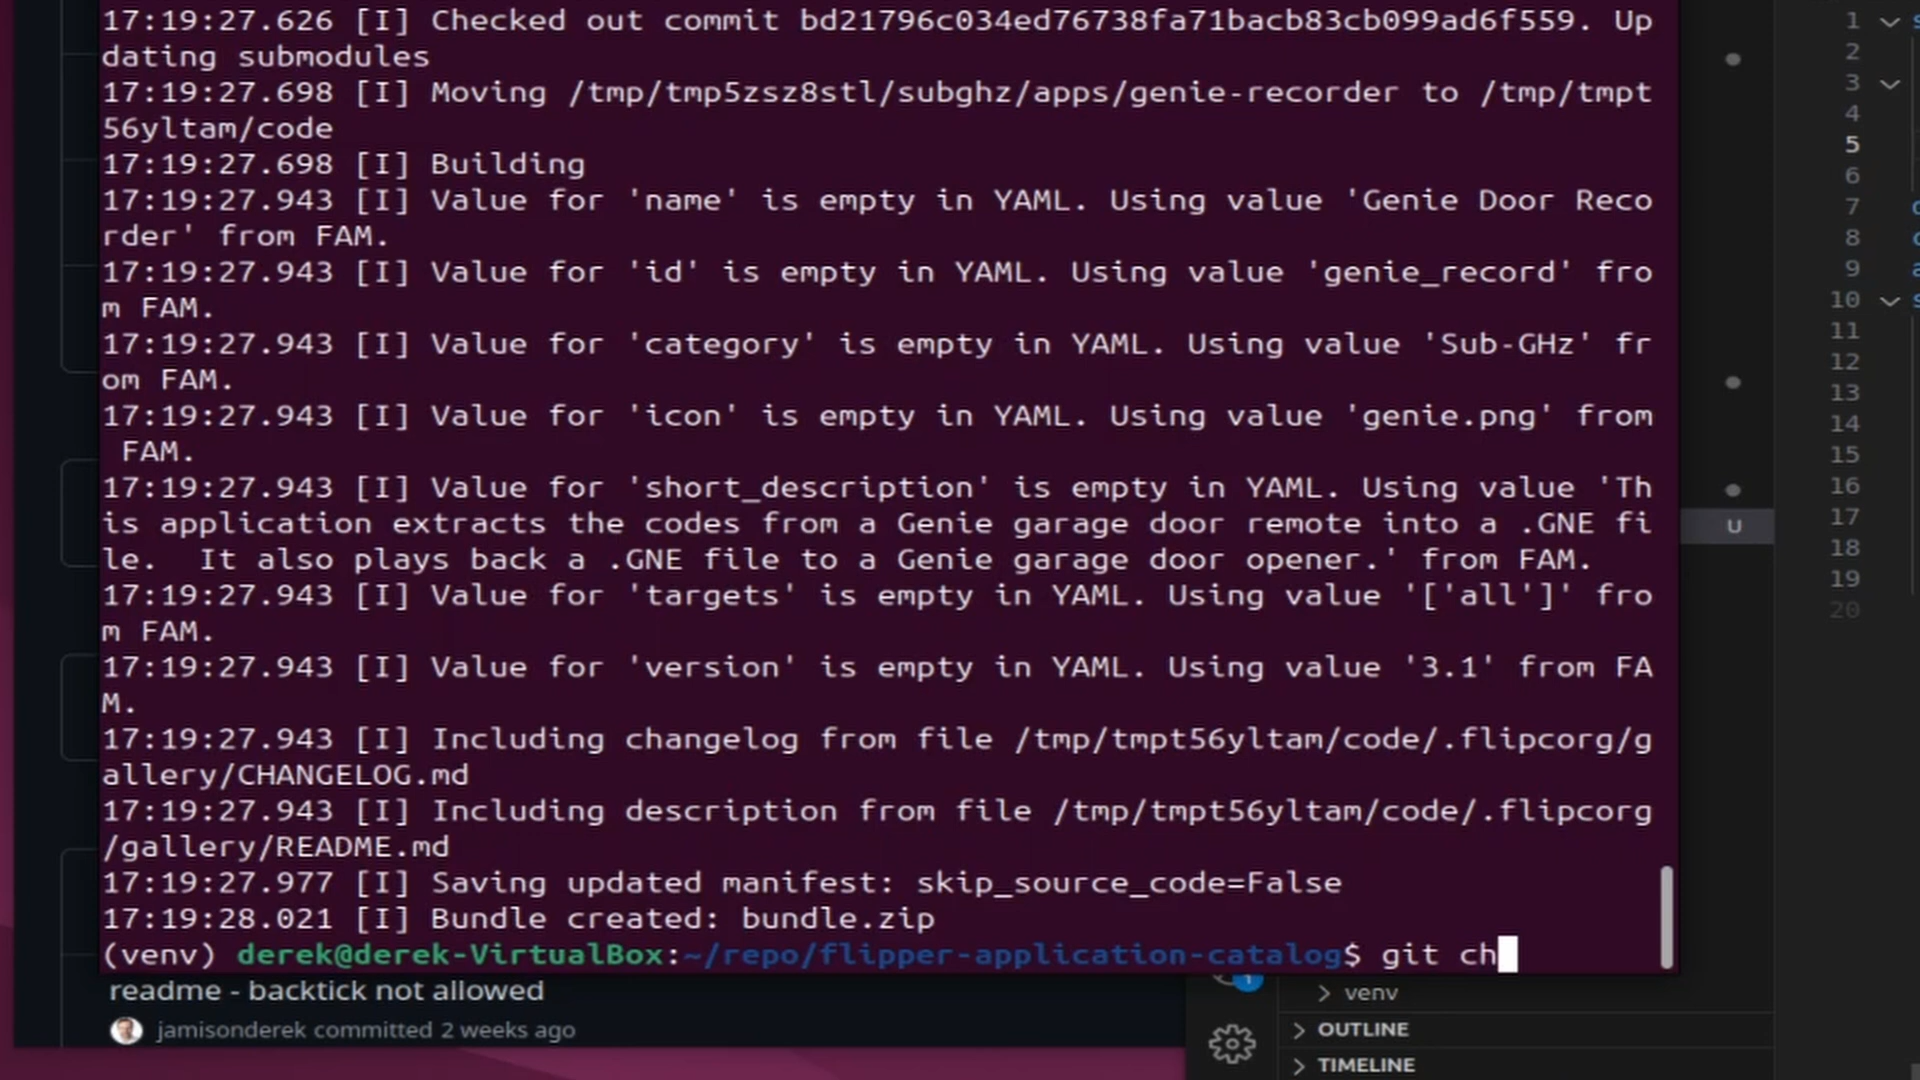 17:19:27.626 [I] Checked out commit bd21796c034ed76738fa71bacb83cb099ad6f559. Up
dating submodules
17:19:27.698 [I] Moving /tmp/tmp5zsz8stl/subghz/apps/genie-recorder to /tmp/tmpt
56yltam/code
17:19:27.698 [I] Building
17:19:27.943 [I] Value for 'name' is empty in YAML. Using value 'Genie Door Reco
rder' from FAM.
17:19:27.943 [I] Value for 'id' is empty in YAML. Using value 'genie_record' fro
m FAM.
17:19:27.943 [I] Value for 'category' is empty in YAML. Using value 'Sub-GHz' fr
om FAM.
17:19:27.943 [I] Value for 'icon' is empty in YAML. Using value 'genie.png' from
 FAM.
17:19:27.943 [I] Value for 'short_description' is empty in YAML. Using value 'Th
is application extracts the codes from a Genie garage door remote into a .GNE fi
le.  It also plays back a .GNE file to a Genie garage door opener.' from FAM.
17:19:27.943 [I] Value for 'targets' is empty in YAML. Using value '['all']' fro
m FAM.
17:19:27.943 [I] Value for 'version' is empty in YAML. Using value '3.1' from FA
M.
17:19:27.943 [I] Including changelog from file /tmp/tmpt56yltam/code/.flipcorg/g
allery/CHANGELOG.md
17:19:27.943 [I] Including description from file /tmp/tmpt56yltam/code/.flipcorg
/gallery/README.md
17:19:27.977 [I] Saving updated manifest: skip_source_code=False
17:19:28.021 [I] Bundle created: bundle.zip
(venv) derek@derek-VirtualBox:~/repo/flipper-application-catalog$ git ch
readme - backtick not allowed
jamisonderek committed 2 weeks ago
U
1
venv
OUTLINE
TIMELINE
1
2
3
4
5
6
7
8
9
10
11
12
13
14
15
16
17
18
19
20